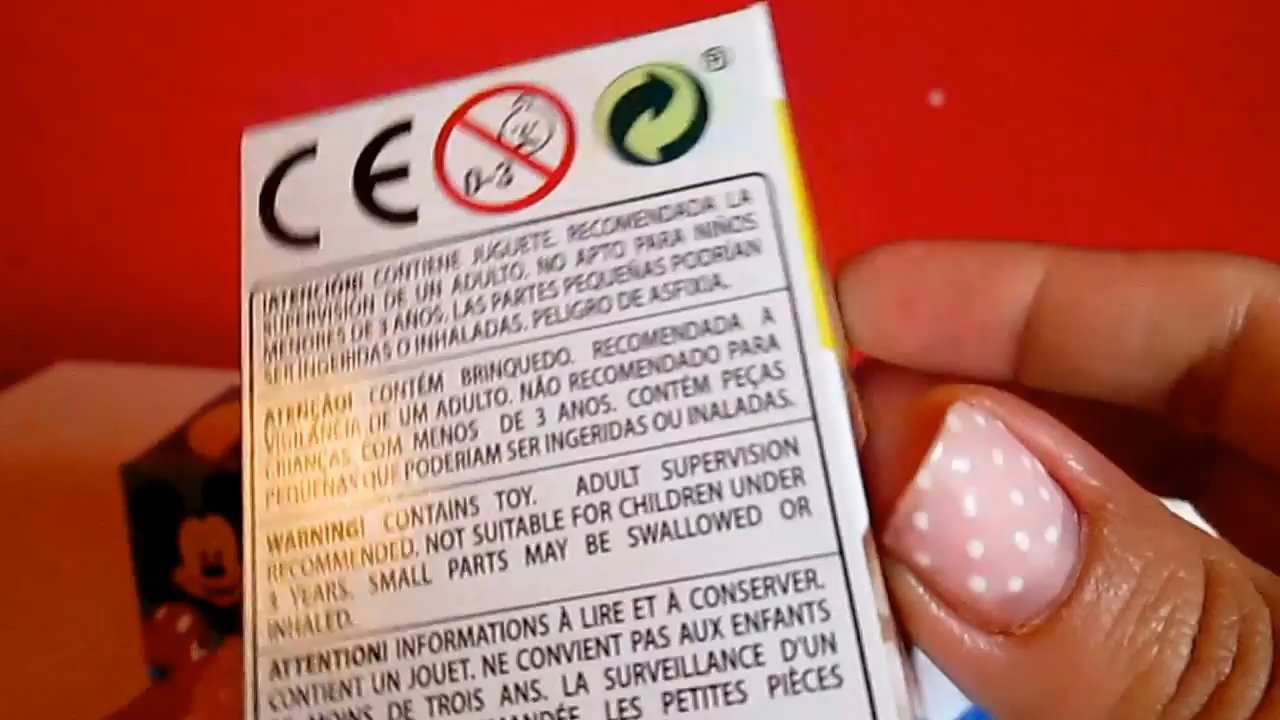 CE
0-3
¡ATENCIÓN! CONTIENE JUGUETE. RECOMENDADA LA
SUPERVISIÓN DE UN ADULTO. NO APTO PARA NIÑOS
MENORES DE 3 AÑOS. LAS PARTES PEQUEÑAS PODRÍAN
SER INGERIDAS O INHALADAS. PELIGRO DE ASFIXIA.
ATENÇÃO! CONTÉM BRINQUEDO. RECOMENDADA A
VIGILÂNCIA DE UM ADULTO. NÃO RECOMENDADO PARA
CRIANÇAS COM MENOS DE 3 ANOS. CONTÉM PEÇAS
PEQUENAS QUE PODERIAM SER INGERIDAS OU INALADAS.
WARNING! CONTAINS TOY. ADULT SUPERVISION
RECOMMENDED. NOT SUITABLE FOR CHILDREN UNDER
3 YEARS. SMALL PARTS MAY BE SWALLOWED OR
INHALED.
ATTENTION! INFORMATIONS À LIRE ET À CONSERVER.
CONTIENT UN JOUET. NE CONVIENT PAS AUX ENFANTS
MOINS DE TROIS ANS. LA SURVEILLANCE D'UN
LES PETITES PIÈCES